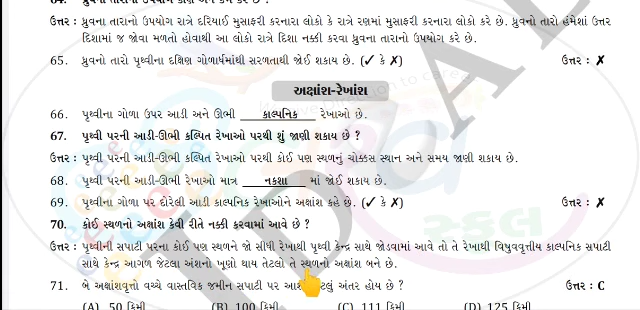 ઉત્તર : ધ્રુવના તારાનો ઉપયોગ રાત્રે દરિયાઈ મુસાફરી કરનારા લોકો કે રાત્રે રણમાં મુસાફરી કરનારા લોકો કરે છે. ધ્રુવનો તારો હંમેશાં ઉત્તર
દિશામાં જ જોવા મળતો હોવાથી આ લોકો રાત્રે દિશા નક્કી કરવા ધ્રુવના તારાનો ઉપયોગ કરે છે.
65. ધ્રુવનો તારો પૃથ્વીના દક્ષિણ ગોળાર્ધમાંથી સરળતાથી જોઈ શકાય છે. (✓ કે ✗) ઉત્તર : ✗
અક્ષાંશ-રેખાંશ
66. પૃથ્વીના ગોળા ઉપર આડી અને ઊભી કાલ્પનિક રેખાઓ છે.
67. પૃથ્વી પરની આડી-ઊભી કલ્પિત રેખાઓ પરથી શું જાણી શકાય છે ?
ઉત્તર : પૃથ્વી પરની આડી-ઊભી કલ્પિત રેખાઓ પરથી કોઈ પણ સ્થળનું ચોક્કસ સ્થાન અને સમય જાણી શકાય છે.
68. પૃથ્વી પરની આડી-ઊભી રેખાઓ માત્ર નકશા માં જોઈ શકાય છે.
69. પૃથ્વીના ગોળા પર દોરેલી આડી કાલ્પનિક રેખાઓને અક્ષાંશ કહે છે. (✓ કે ✗) ઉત્તર : ✗
70. કોઈ સ્થળનો અક્ષાંશ કેવી રીતે નક્કી કરવામાં આવે છે ?
ઉત્તર : પૃથ્વીની સપાટી પરના કોઈ પણ સ્થળને જો સીધી રેખાથી પૃથ્વી કેન્દ્ર સાથે જોડવામાં આવે તો તે રેખાથી વિષુવવૃત્તીય કાલ્પનિક સપાટી
સાથે કેન્દ્ર આગળ જેટલા અંશનો ખૂણો થાય તેટલો તે સ્થળનો અક્ષાંશ બને છે.
71. બે અક્ષાંશવૃત્તો વચ્ચે વાસ્તવિક જમીન સપાટી પર અંતર હોય છે ? ઉત્તર : C
(A) 50 કિમી (B) 100 કિમી (C) 111 કિમી (D) 125 કિમી